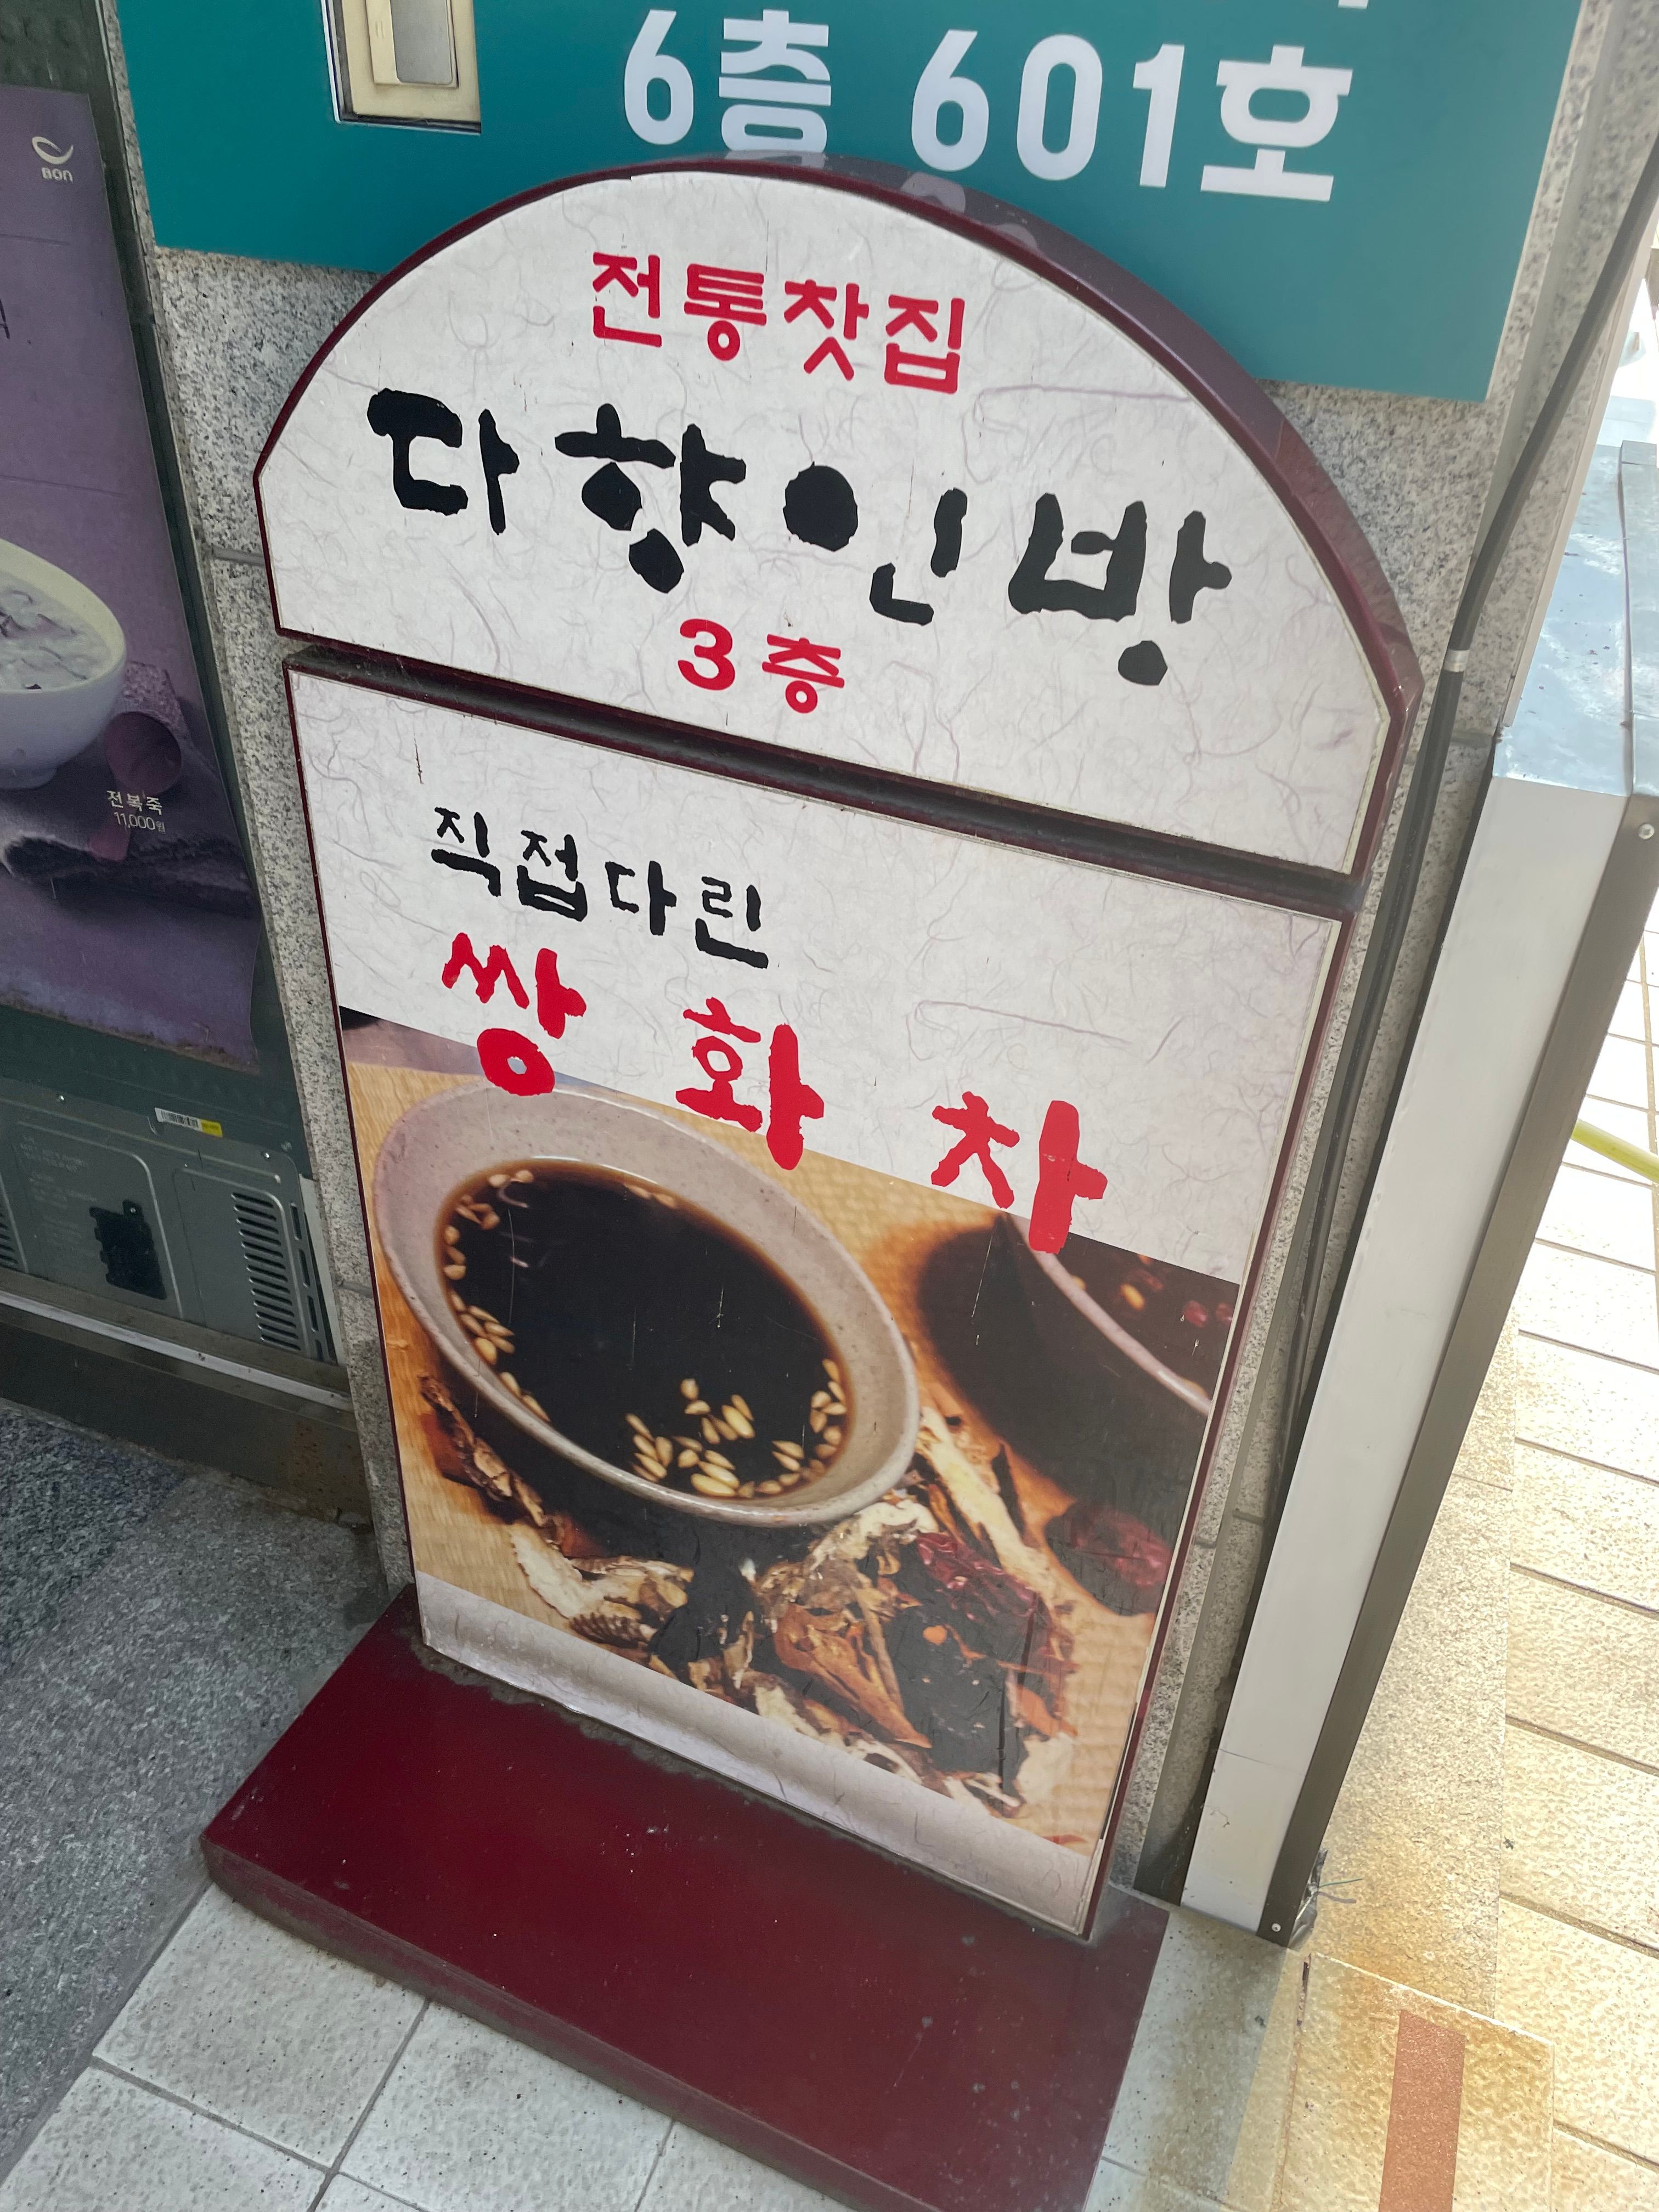 6층 601호
BON
전통찻집
다향인방
3층
전복죽
11,000원
직접다린
쌍화차